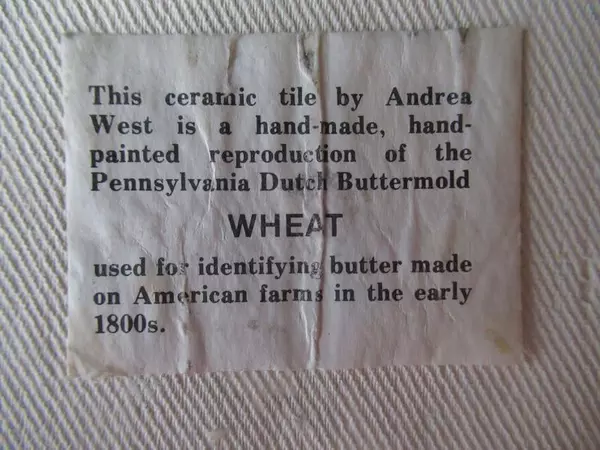 This ceramic tile by Andrea
West is a hand-made, hand-
painted reproduction of the
Pennsylvania Dutch Buttermold
WHEAT
used for identifying butter made
on American farms in the early
1800s.